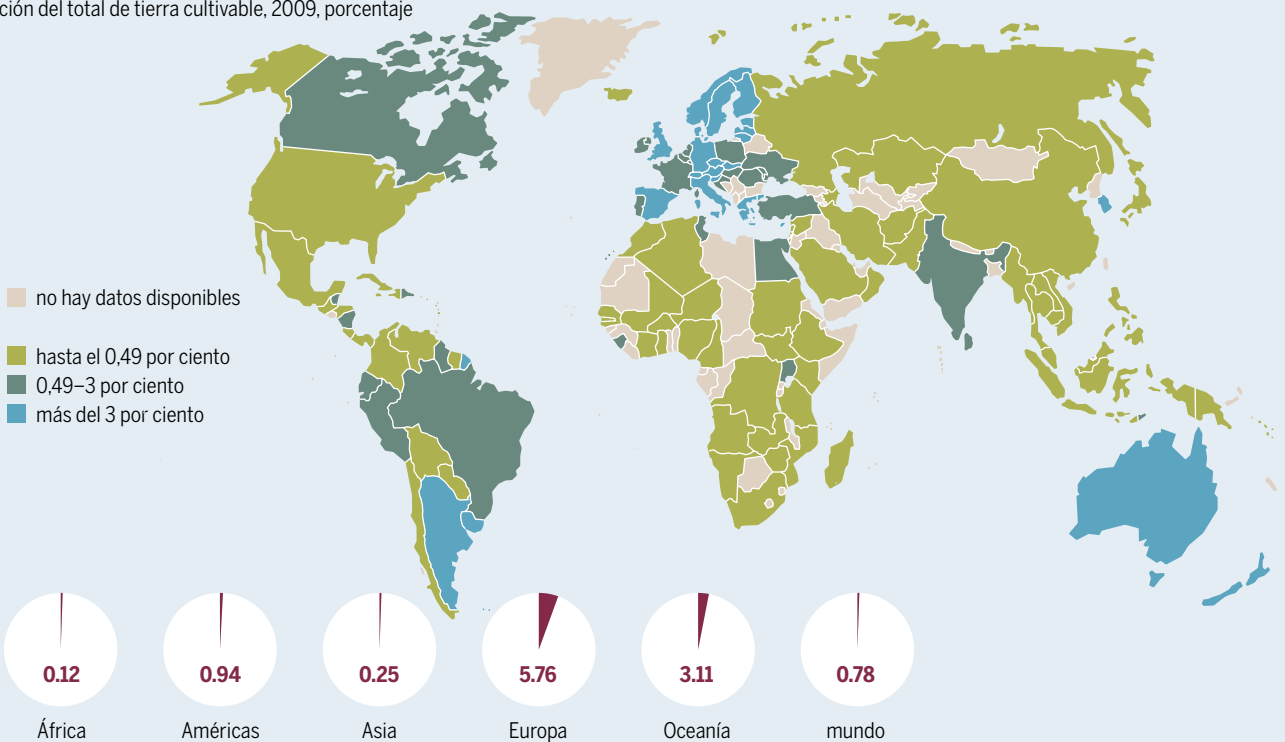 ción del total de tierra cultivable, 2009, porcentaje
no hay datos disponibles
hasta el 0,49 por ciento
0,49–3 por ciento
más del 3 por ciento
0.12
0.94
0.25
5.76
3.11
0.78
África
Américas
Asia
Europa
Oceanía
mundo